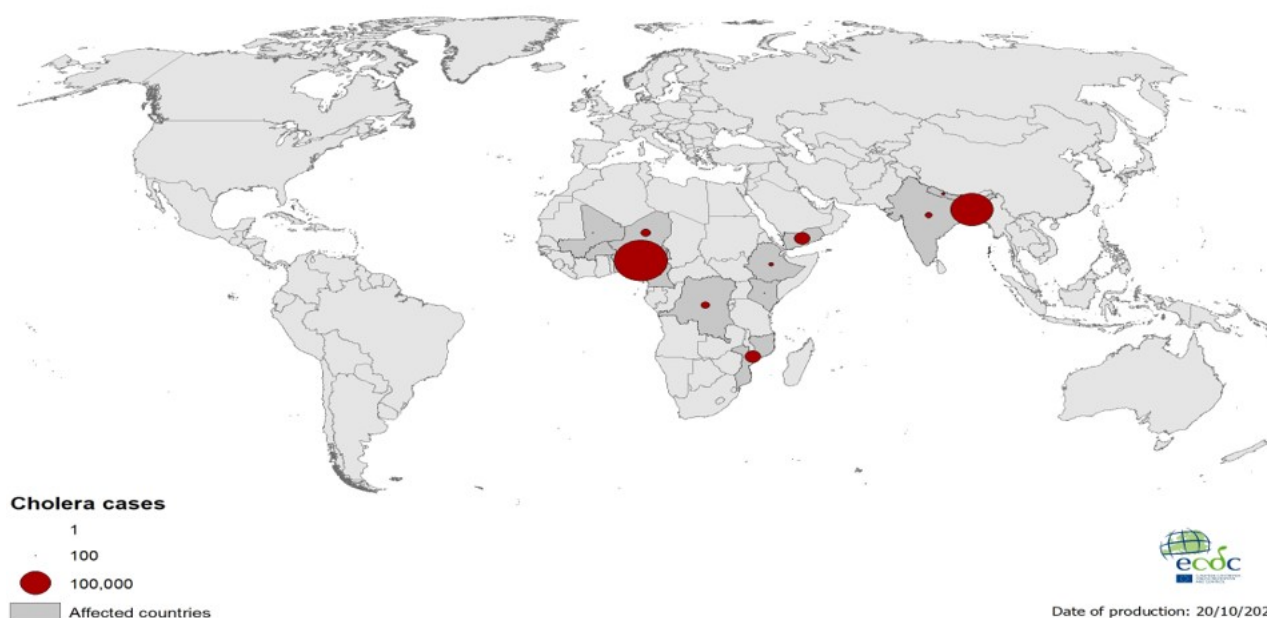 Cholera cases
1
100
100,000
Affected countries
ecdc
Date of production: 20/10/202